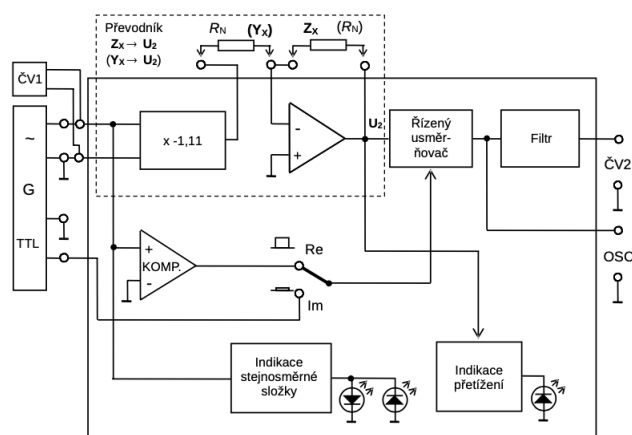 Převodník
Zx → U2
(Yx → U2)
RN (Yx) Zx (RN)
ČV1
~
G
TTL
x -1,11
-
+
U2
Řízený
usměr-
ňovač
Filtr
ČV2
OSC
+
KOMP.
-
Re
Im
Indikace
stejnosměrné
složky
Indikace
přetížení